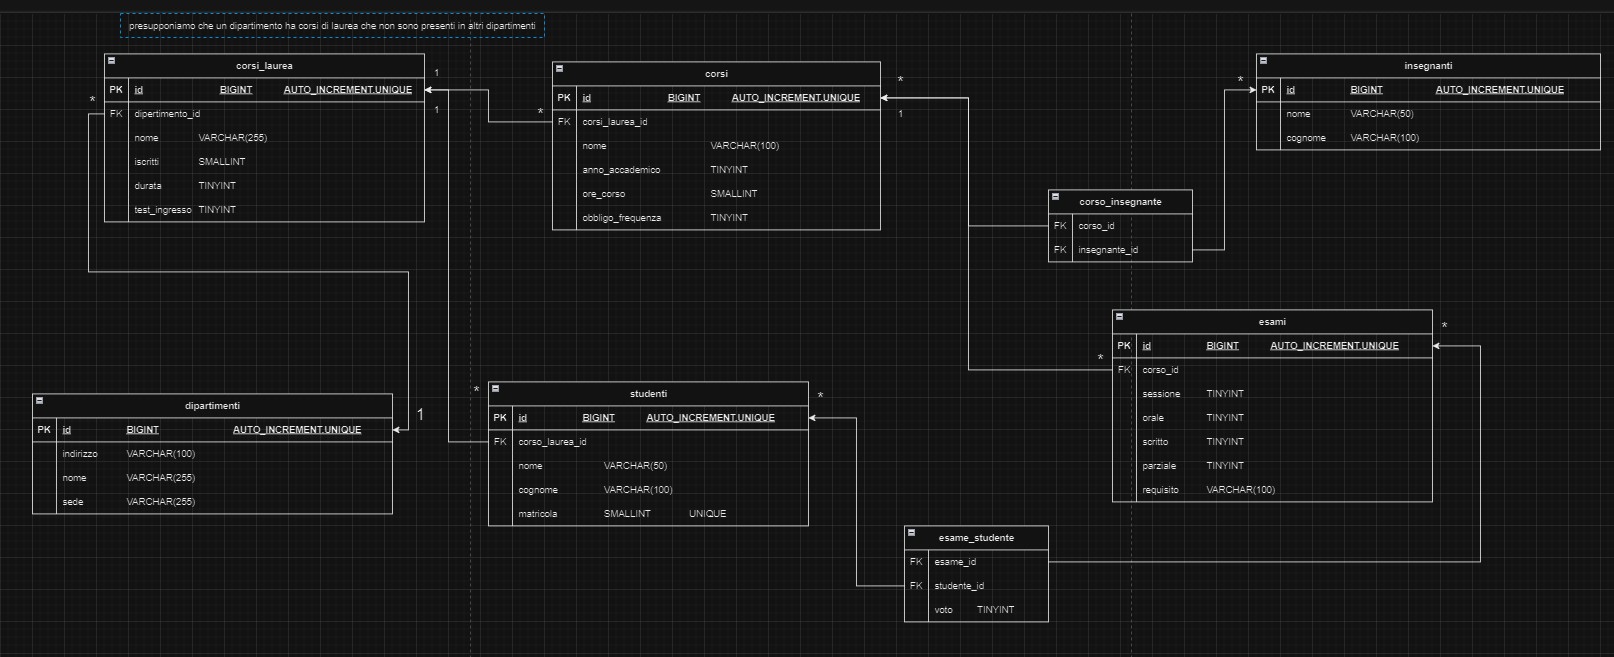 presupponiamo che un dipartimento ha corsi di laurea che non sono presenti in altri dipartimenti
corsi_laurea
PK id BIGINT AUTO_INCREMENT.UNIQUE
FK dipertimento_id
nome VARCHAR(255)
iscritti SMALLINT
durata TINYINT
test_ingresso TINYINT
1
1
*
corsi
PK id BIGINT AUTO_INCREMENT.UNIQUE
FK corsi_laurea_id
nome VARCHAR(100)
anno_accademico TINYINT
ore_corso SMALLINT
obbligo_frequenza TINYINT
*
*
1
insegnanti
PK id BIGINT AUTO_INCREMENT.UNIQUE
nome VARCHAR(50)
cognome VARCHAR(100)
*
corso_insegnante
FK corso_id
FK insegnante_id
esami
PK id BIGINT AUTO_INCREMENT.UNIQUE
FK corso_id
sessione TINYINT
orale TINYINT
scritto TINYINT
parziale TINYINT
requisito VARCHAR(100)
*
*
dipartimenti
PK id BIGINT AUTO_INCREMENT.UNIQUE
indirizzo VARCHAR(100)
nome VARCHAR(255)
sede VARCHAR(255)
1
studenti
PK id BIGINT AUTO_INCREMENT.UNIQUE
FK corso_laurea_id
nome VARCHAR(50)
cognome VARCHAR(100)
matricola SMALLINT UNIQUE
*
*
esame_studente
FK esame_id
FK studente_id
voto TINYINT